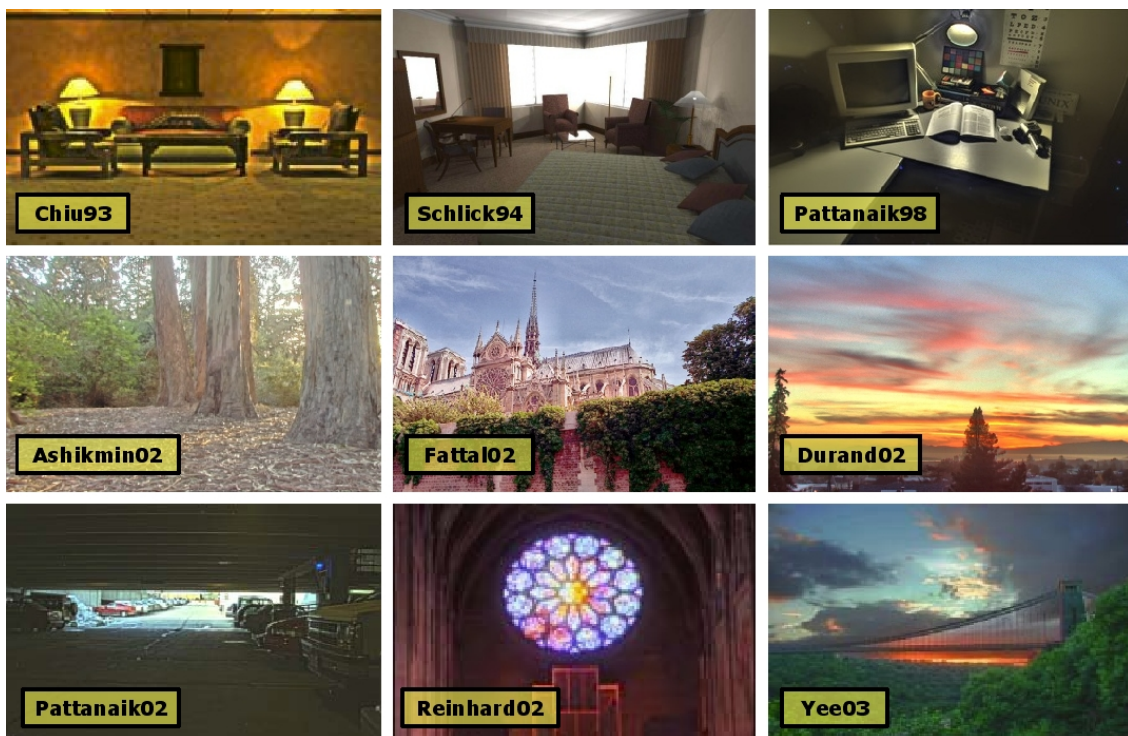 Chiu93
Schlick94
Pattanaik98
Ashikmin02
Fattal02
Durand02
Pattanaik02
Reinhard02
Yee03